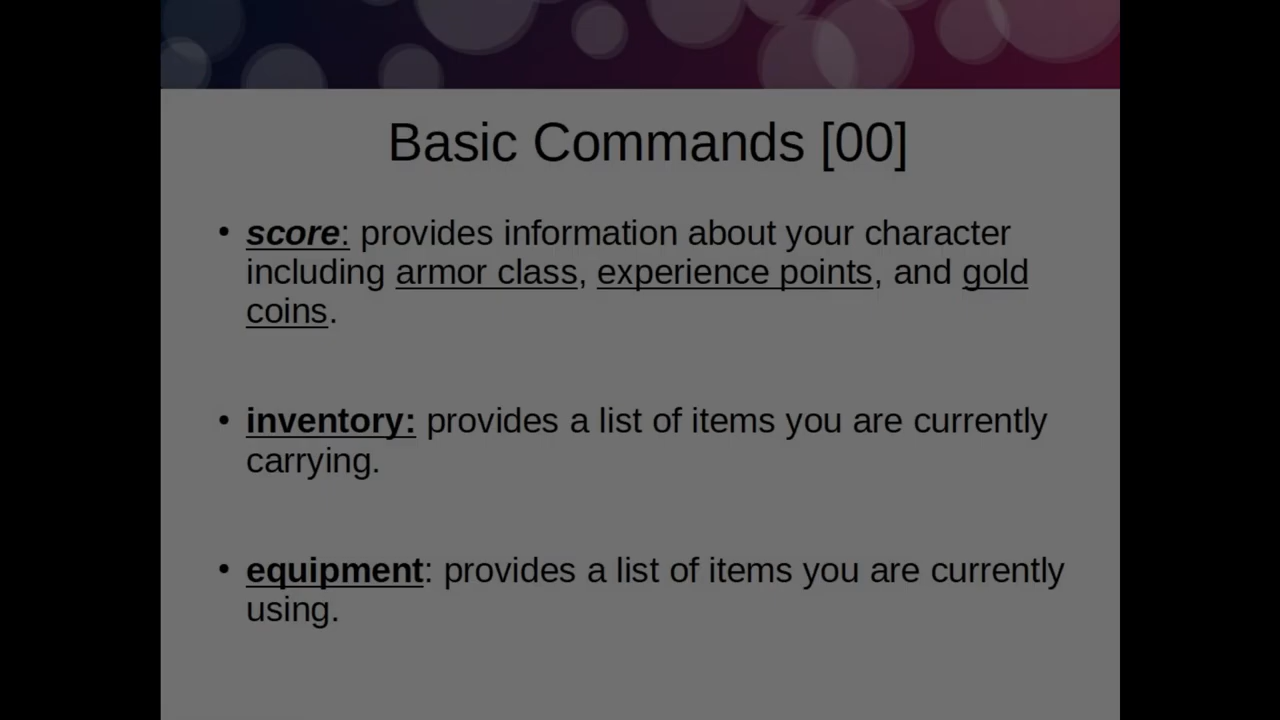 Basic Commands [00]
• score: provides information about your character
including armor class, experience points, and gold
coins.
• inventory: provides a list of items you are currently
carrying.
• equipment: provides a list of items you are currently
using.